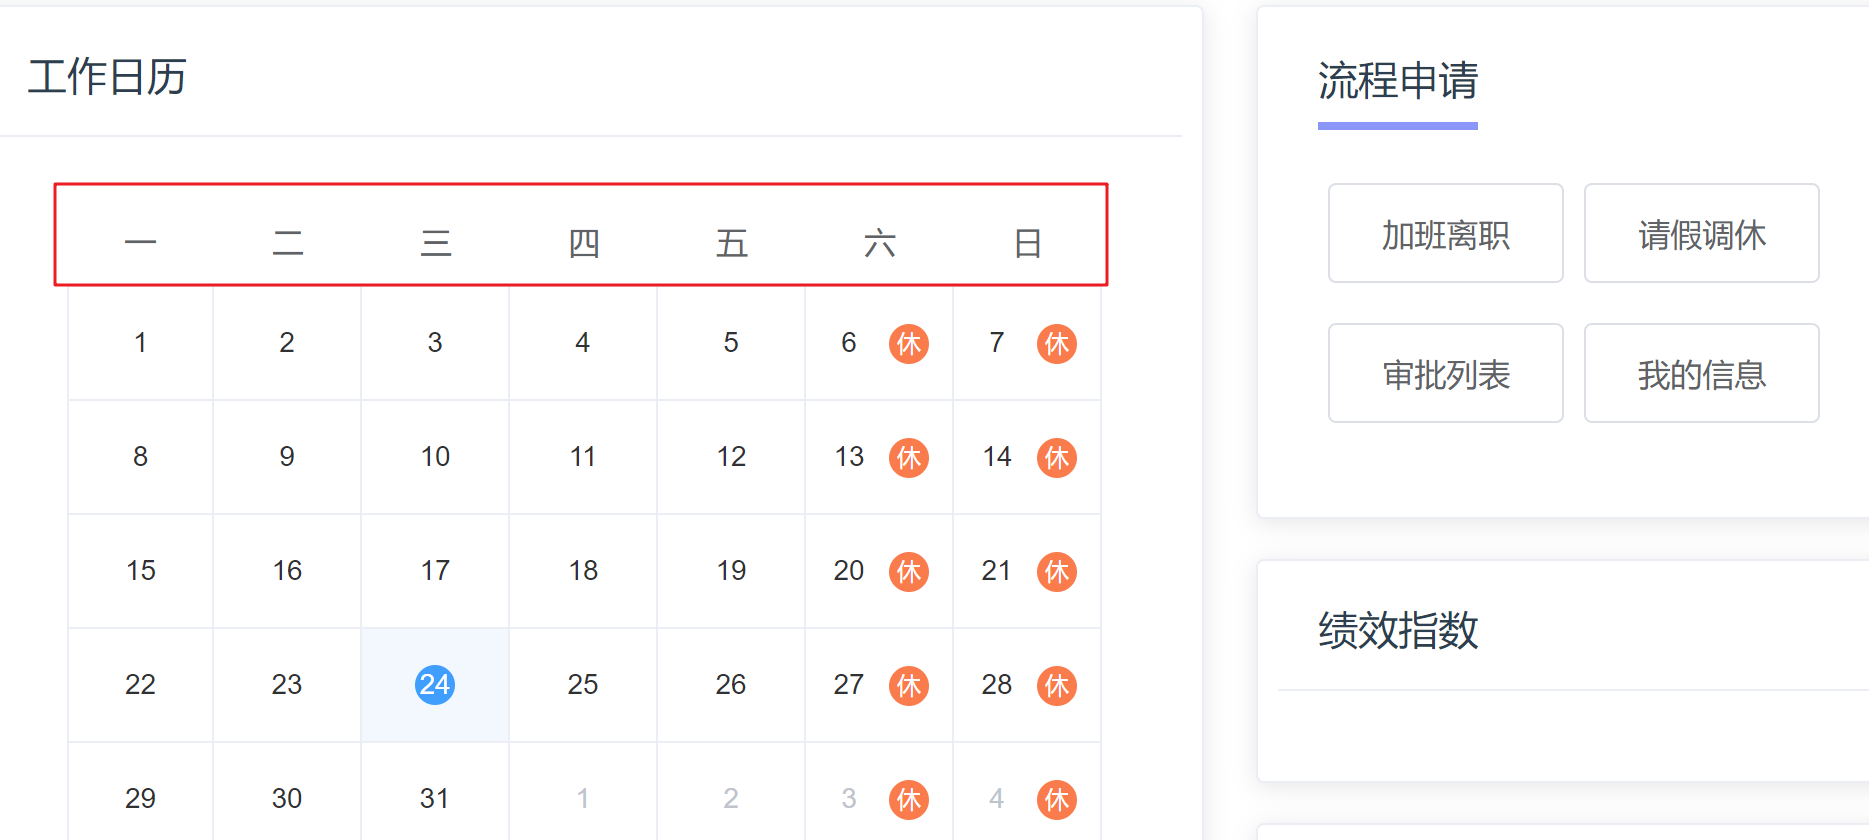 工作日历
一 二 三 四 五 六 日
1 2 3 4 5 6 休 7 休
8 9 10 11 12 13 休 14 休
15 16 17 18 19 20 休 21 休
22 23 24 25 26 27 休 28 休
29 30 31 1 2 3 休 4 休
流程申请
加班离职 请假调休
审批列表 我的信息
绩效指数